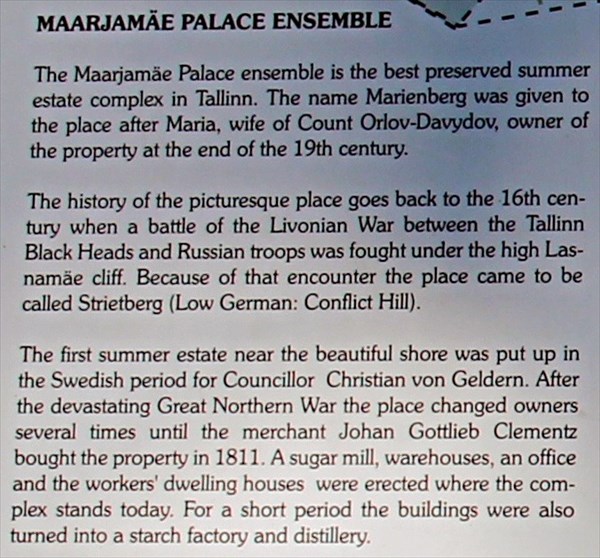 MAARJAMÄE PALACE ENSEMBLE
The Maarjamäe Palace ensemble is the best preserved summer
estate complex in Tallinn. The name Marienberg was given to
the place after Maria, wife of Count Orlov-Davydov, owner of
the property at the end of the 19th century.
The history of the picturesque place goes back to the 16th cen-
tury when a battle of the Livonian War between the Tallinn
Black Heads and Russian troops was fought under the high Las-
namäe cliff. Because of that encounter the place came to be
called Strietberg (Low German: Conflict Hill).
The first summer estate near the beautiful shore was put up in
the Swedish period for Councillor Christian von Geldern. After
the devastating Great Northern War the place changed owners
several times until the merchant Johan Gottlieb Clementz
bought the property in 1811. A sugar mill, warehouses, an office
and the workers' dwelling houses were erected where the com-
plex stands today. For a short period the buildings were also
turned into a starch factory and distillery.